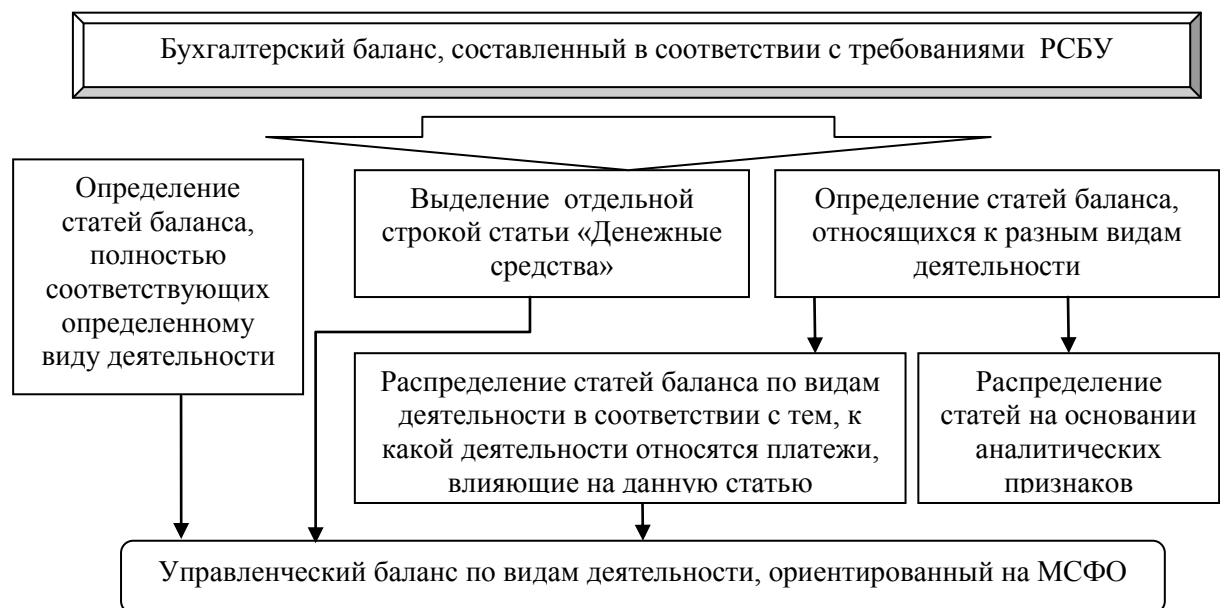 Бухгалтерский баланс, составленный в соответствии с требованиями РСБУ
Определение
статей баланса,
полностью
соответствующих
определенному
виду деятельности
Выделение отдельной
строкой статьи «Денежные
средства»
Определение статей баланса,
относящихся к разным видам
деятельности
Распределение статей баланса по видам
деятельности в соответствии с тем, к
какой деятельности относятся платежи,
влияющие на данную статью
Распределение
статей на основании
аналитических
признаков
Управленческий баланс по видам деятельности, ориентированный на МСФО